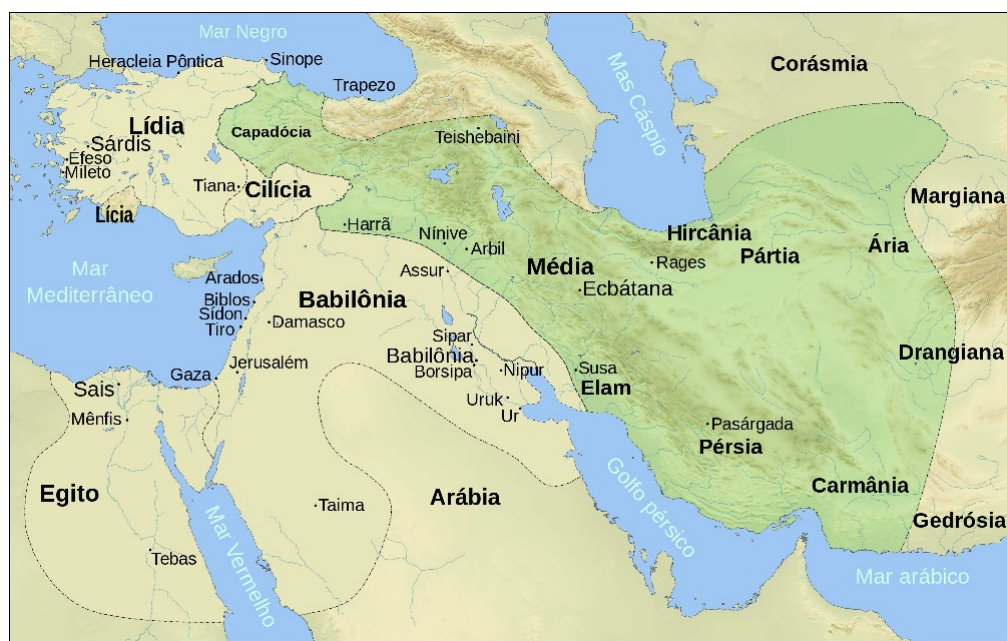 Mar Negro
Heracleia Pôntica
Sinope
Trapezo
Mas Cáspio
Corásmia
Lídia
Capadócia
Teishebaini
Sárdis
Éfeso
Mileto
Tiana
Cilícia
Lícia
Margiana
Harrã
Nínive
Arbil
Hircânia
Pártia
Ária
Rages
Média
Ecbátana
Mar
Mediterrâneo
Assur
Arados
Biblos
Sídon
Tiro
Babilônia
Damasco
Sipar
Babilônia
Borsipa
Nipur
Drangiana
Jerusalém
Gaza
Susa
Elam
Sais
Mênfis
Uruk
Ur
Pasárgada
Pérsia
Egito
Taima
Arábia
Golfo pérsico
Carmânia
Gedrósia
Tebas
Mar Vermelho
Mar arábico